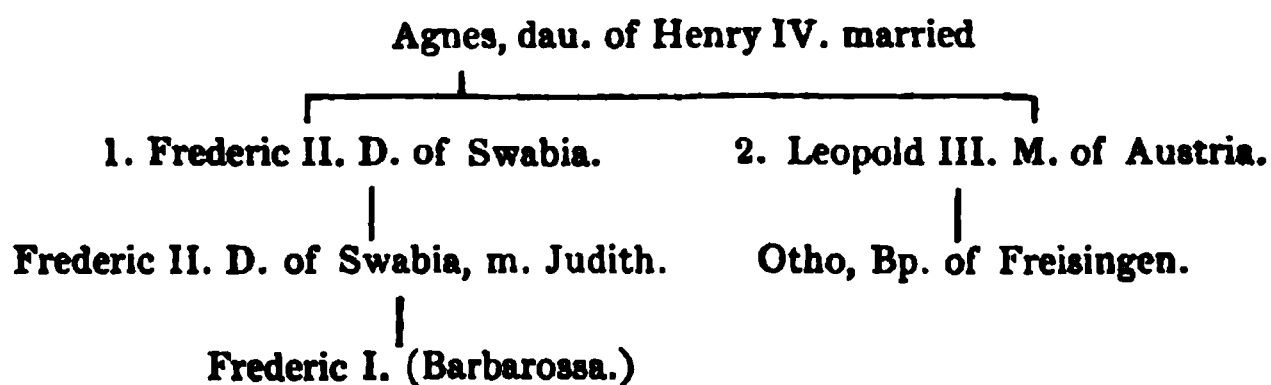 Agnes, dau. of Henry IV. married
1. Frederic II. D. of Swabia. 2. Leopold III. M. of Austria.
Frederic II. D. of Swabia, m. Judith. Otho, Bp. of Freisingen.
Frederic I. (Barbarossa.)